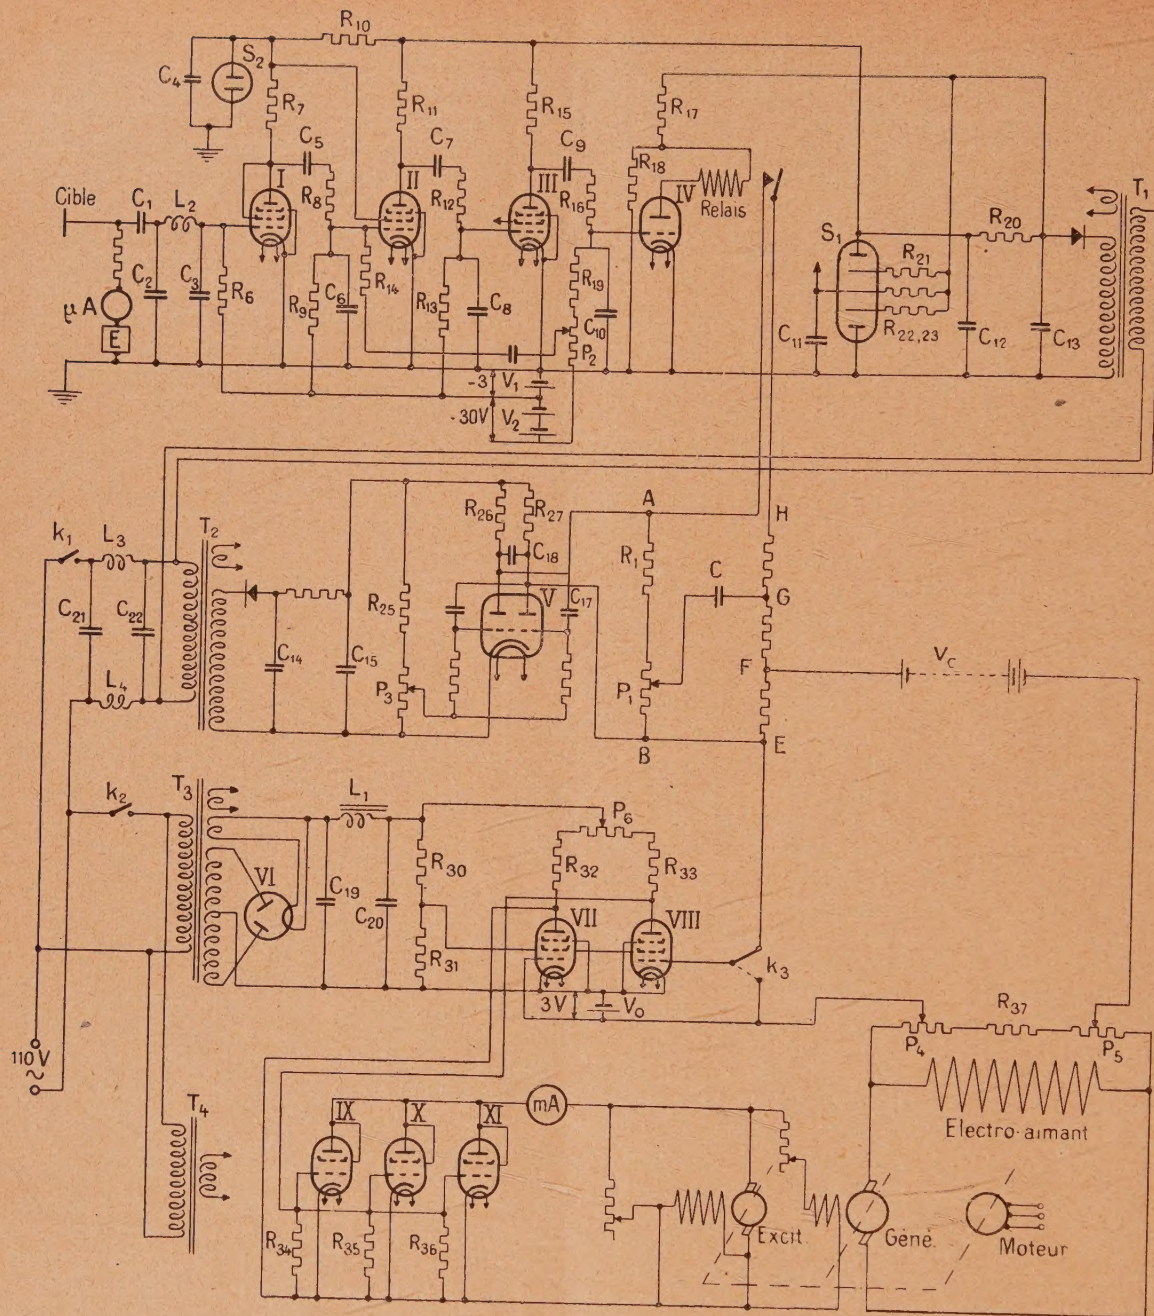 R10
S2
C4
R7
R11
R15
R17
C5
C7
C9
R18
I
II
III
IV
Relais
Cible
C1
L2
R8
R12
R16
T1
S1
R20
R21
R22,23
C2
C3
R6
μA
E
R9
C6
R14
R13
C8
R19
C10
P2
C11
C12
C13
-3
V1
-30V
V2
A
H
R26
R27
K1
L3
T2
C18
R1
C
G
C21
C22
R25
V
C17
C14
C15
L4
P3
P1
F
Vc
B
E
K2
T3
L1
P6
R30
R32
R33
VI
C19
C20
VII
VIII
R31
K3
3V
V0
R37
P4
P5
110V
~
T4
IX
X
XI
mA
Electro-aimant
R34
R35
R36
Excit.
Géné.
Moteur